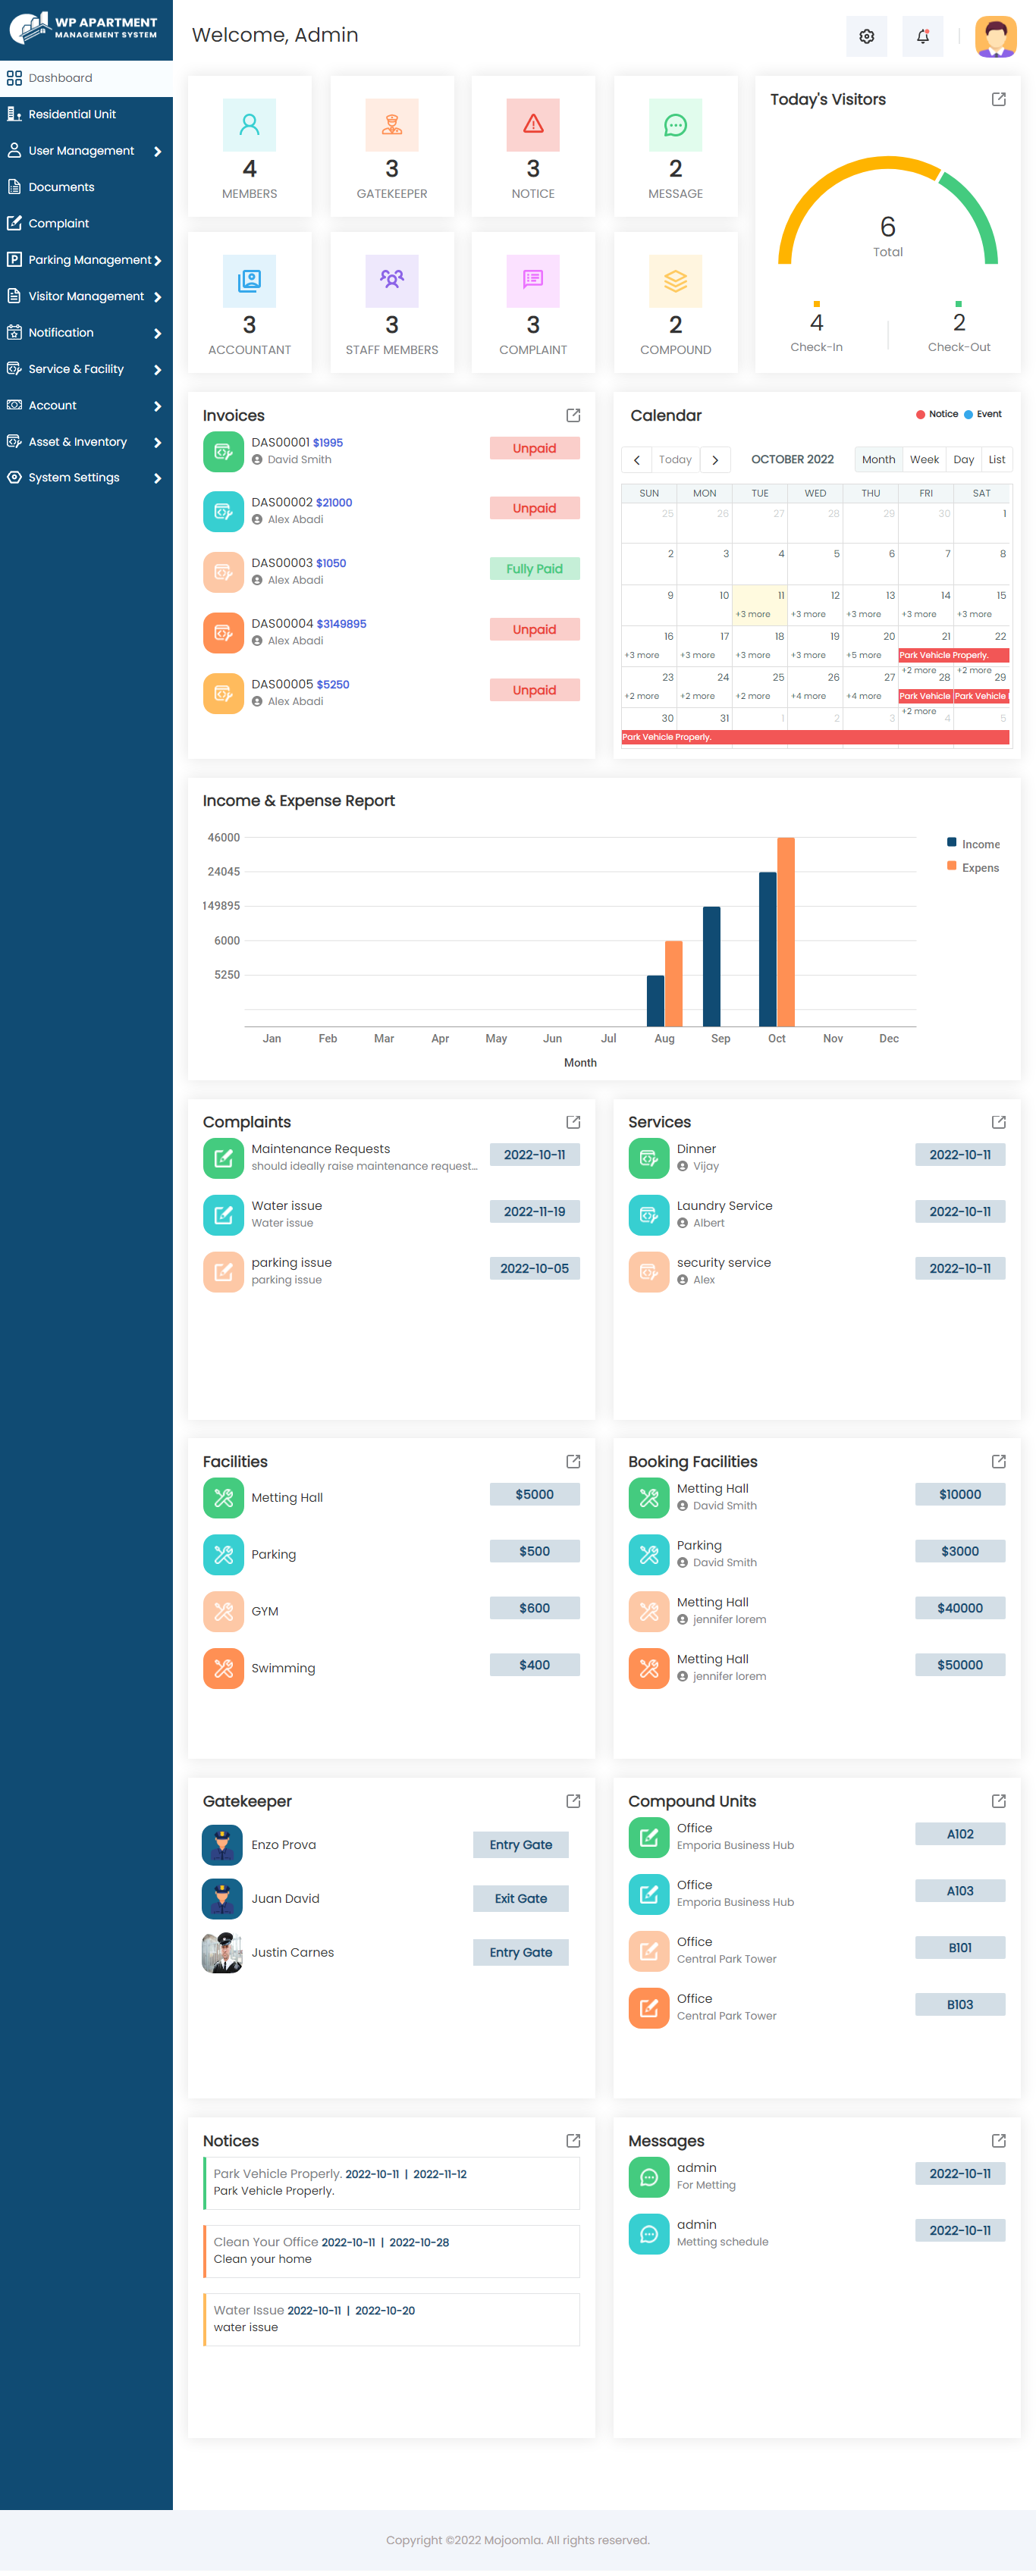 WP APARTMENT
MANAGEMENT SYSTEM
Dashboard
Residential Unit
User Management
Documents
Complaint
Parking Management
Visitor Management
Notification
Service & Facility
Account
Asset & Inventory
System Settings
Welcome, Admin
4
MEMBERS
3
GATEKEEPER
3
NOTICE
2
MESSAGE
3
ACCOUNTANT
3
STAFF MEMBERS
3
COMPLAINT
2
COMPOUND
Today's Visitors
6
Total
4
Check-In
2
Check-Out
Invoices
DAS00001 $1995
David Smith
Unpaid
DAS00002 $21000
Alex Abadi
Unpaid
DAS00003 $1050
Alex Abadi
Fully Paid
DAS00004 $3149895
Alex Abadi
Unpaid
DAS00005 $5250
Alex Abadi
Unpaid
Calendar
Notice Event
Today OCTOBER 2022 Month Week Day List
SUN MON TUE WED THU FRI SAT
25 26 27 28 29 30 1
2 3 4 5 6 7 8
9 10 11 12 13 14 15
+3 more +3 more +3 more +3 more +3 more
16 17 18 19 20 21 22
+3 more +3 more +3 more +3 more +5 more Park Vehicle Properly.
+2 more +2 more
23 24 25 26 27 28 29
+2 more +2 more +2 more +4 more +4 more Park Vehicle Park Vehicle
+2 more
30 31 1 2 3 4 5
Park Vehicle Properly.
Income & Expense Report
46000
24045
149895
6000
5250
Income
Expens
Jan Feb Mar Apr May Jun Jul Aug Sep Oct Nov Dec
Month
Complaints
Maintenance Requests
should ideally raise maintenance request...
2022-10-11
Water issue
Water issue
2022-11-19
parking issue
parking issue
2022-10-05
Services
Dinner
Vijay
2022-10-11
Laundry Service
Albert
2022-10-11
security service
Alex
2022-10-11
Facilities
Metting Hall
$5000
Parking
$500
GYM
$600
Swimming
$400
Booking Facilities
Metting Hall
David Smith
$10000
Parking
David Smith
$3000
Metting Hall
jennifer lorem
$40000
Metting Hall
jennifer lorem
$50000
Gatekeeper
Enzo Prova
Entry Gate
Juan David
Exit Gate
Justin Carnes
Entry Gate
Compound Units
Office
Emporia Business Hub
A102
Office
Emporia Business Hub
A103
Office
Central Park Tower
B101
Office
Central Park Tower
B103
Notices
Park Vehicle Properly. 2022-10-11 | 2022-11-12
Park Vehicle Properly.
Clean Your Office 2022-10-11 | 2022-10-28
Clean your home
Water Issue 2022-10-11 | 2022-10-20
water issue
Messages
admin
For Metting
2022-10-11
admin
Metting schedule
2022-10-11
Copyright ©2022 Mojoomla. All rights reserved.